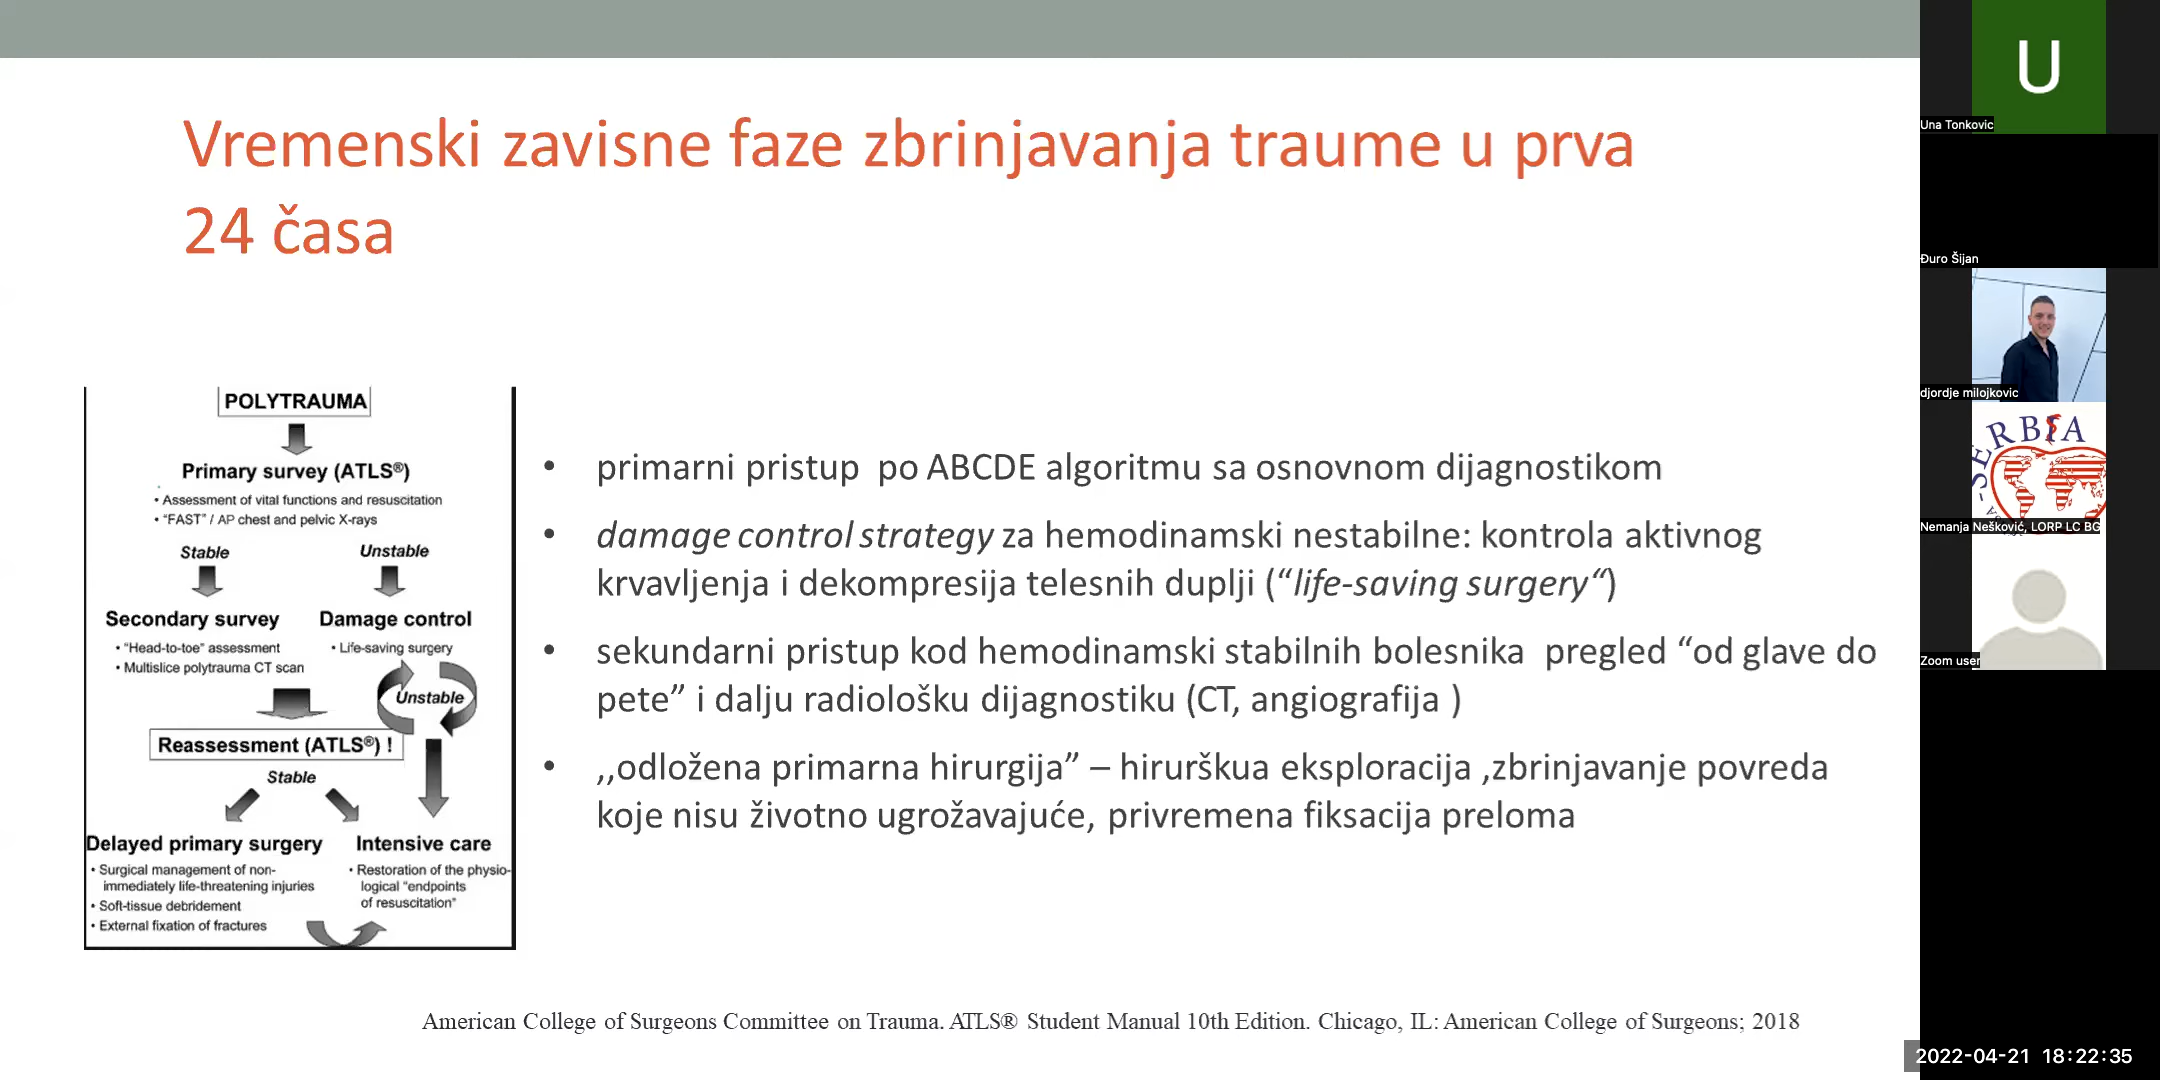 Vremenski zavisne faze zbrinjavanja traume u prva
24 časa
POLYTRAUMA
Primary survey (ATLS®)
• Assessment of vital functions and resuscitation
• "FAST" / AP chest and pelvic X-rays
Stable
Unstable
Secondary survey
• "Head-to-toe" assessment
• Multislice polytrauma CT scan
Damage control
• Life-saving surgery
Unstable
Reassessment (ATLS®) !
Stable
Delayed primary surgery
• Surgical management of non-
immediately life-threatening injuries
• Soft-tissue debridement
• External fixation of fractures
Intensive care
• Restoration of the physio-
logical "endpoints
of resuscitation"
• primarni pristup po ABCDE algoritmu sa osnovnom dijagnostikom
• damage control strategy za hemodinamski nestabilne: kontrola aktivnog
krvavljenja i dekompresija telesnih duplji (“life-saving surgery“)
• sekundarni pristup kod hemodinamski stabilnih bolesnika pregled “od glave do
pete” i dalju radiološku dijagnostiku (CT, angiografija )
• ,,odložena primarna hirurgija” – hirurškua eksploracija ,zbrinjavanje povreda
koje nisu životno ugrožavajuće, privremena fiksacija preloma
American College of Surgeons Committee on Trauma. ATLS® Student Manual 10th Edition. Chicago, IL: American College of Surgeons; 2018
U
Una Tonkovic
Đuro Šijan
djordje milojkovic
SERBIA
Nemanja Nešković, LORP LC BG
Zoom user
2022-04-21 18:22:35